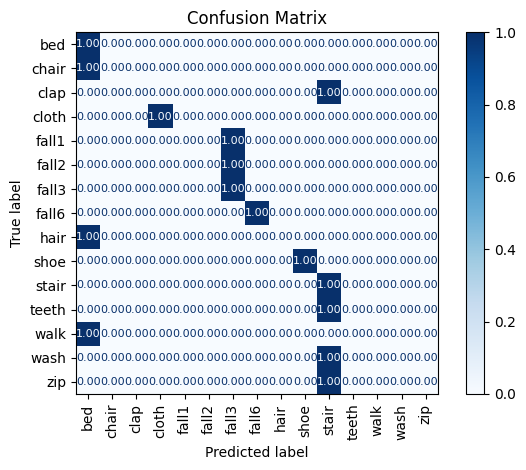 Confusion Matrix
bed 1.00 0.00 0.00 0.00 0.00 0.00 0.00 0.00 0.00 0.00 0.00 0.00 0.00 0.00 0.00
chair 1.00 0.00 0.00 0.00 0.00 0.00 0.00 0.00 0.00 0.00 0.00 0.00 0.00 0.00 0.00
clap 0.00 0.00 0.00 0.00 0.00 0.00 0.00 0.00 0.00 0.00 1.00 0.00 0.00 0.00 0.00
cloth 0.00 0.00 0.00 1.00 0.00 0.00 0.00 0.00 0.00 0.00 0.00 0.00 0.00 0.00 0.00
fall1 0.00 0.00 0.00 0.00 0.00 0.00 1.00 0.00 0.00 0.00 0.00 0.00 0.00 0.00 0.00
fall2 0.00 0.00 0.00 0.00 0.00 0.00 1.00 0.00 0.00 0.00 0.00 0.00 0.00 0.00 0.00
fall3 0.00 0.00 0.00 0.00 0.00 0.00 1.00 0.00 0.00 0.00 0.00 0.00 0.00 0.00 0.00
fall6 0.00 0.00 0.00 0.00 0.00 0.00 0.00 1.00 0.00 0.00 0.00 0.00 0.00 0.00 0.00
hair 1.00 0.00 0.00 0.00 0.00 0.00 0.00 0.00 0.00 0.00 0.00 0.00 0.00 0.00 0.00
shoe 0.00 0.00 0.00 0.00 0.00 0.00 0.00 0.00 0.00 1.00 0.00 0.00 0.00 0.00 0.00
stair 0.00 0.00 0.00 0.00 0.00 0.00 0.00 0.00 0.00 0.00 1.00 0.00 0.00 0.00 0.00
teeth 0.00 0.00 0.00 0.00 0.00 0.00 0.00 0.00 0.00 0.00 1.00 0.00 0.00 0.00 0.00
walk 1.00 0.00 0.00 0.00 0.00 0.00 0.00 0.00 0.00 0.00 0.00 0.00 0.00 0.00 0.00
wash 0.00 0.00 0.00 0.00 0.00 0.00 0.00 0.00 0.00 0.00 1.00 0.00 0.00 0.00 0.00
zip 0.00 0.00 0.00 0.00 0.00 0.00 0.00 0.00 0.00 0.00 1.00 0.00 0.00 0.00 0.00
True label
bed chair clap cloth fall1 fall2 fall3 fall6 hair shoe stair teeth walk wash zip
Predicted label
1.0
0.8
0.6
0.4
0.2
0.0